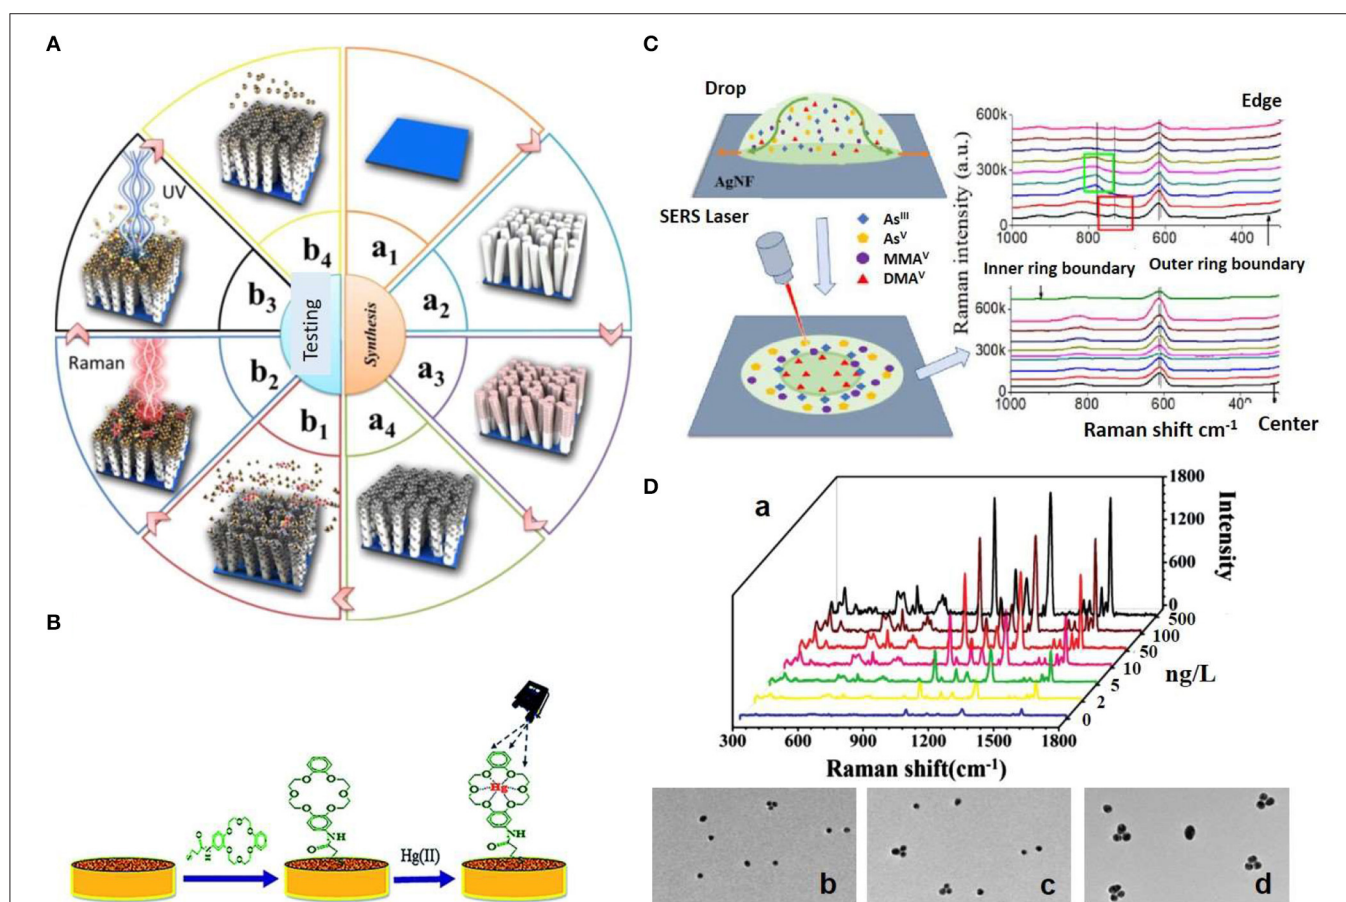 A
UV
Raman
b4
a1
b3
a2
b2
a3
b1
a4
Testing
Synthesis
B
N
H
Hg(II)
Hg
NH
C
Drop
AgNF
SERS Laser
AsIII
AsV
MMAV
DMAV
Edge
600k
300k
0
1000 800 600 400
Inner ring boundary Outer ring boundary
600k
300k
0
1000 800 600 40
Raman intensity (a.u.)
Raman shift cm-1
Center
D
a
1800
1200
600
0
Intensity
500
100
50
10
5
2
0
ng/L
300 600 900 1200 1500 1800
Raman shift(cm-1)
b
c
d